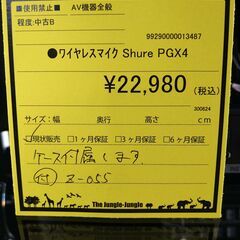 ■使用禁止■ AV機器全般
程度:中古B
99290000013487
●ワイヤレスマイク Shure PGX4
¥22,980(税込)
300624
サイズ:幅 奥行き 高さ cm
□現状販売 □1ヶ月保証 □3ヶ月保証 □6ヶ月保証
ケース付属します。
付 Z-055
The Jungle-Jungle